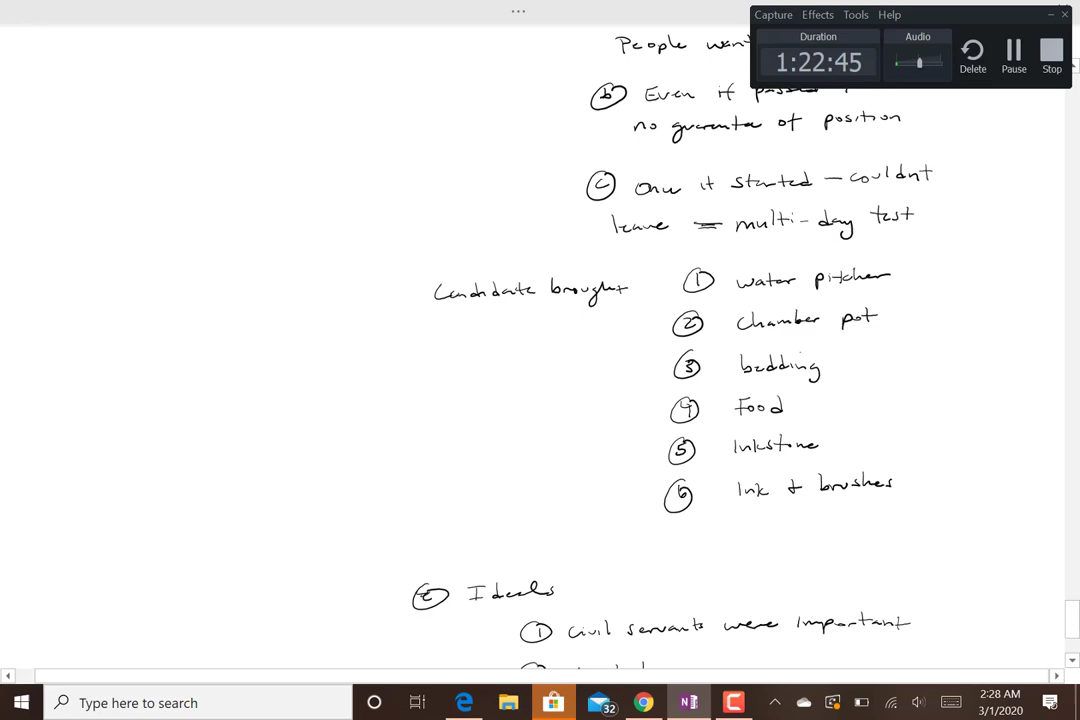 Capture Effects Tools Help
Duration
Audio
1:22:45
Delete
Pause
Stop
People want
b Even if passed
no guarantee of position
c Once it started – couldnt
leave = multi-day test
Candidate brought
1 water pitcher
2 chamber pot
3 bedding
4 Food
5 Inkstone
6 Ink + brushes
E Ideals
1 civil servants were important
Type here to search
32
2:28 AM
3/1/2020